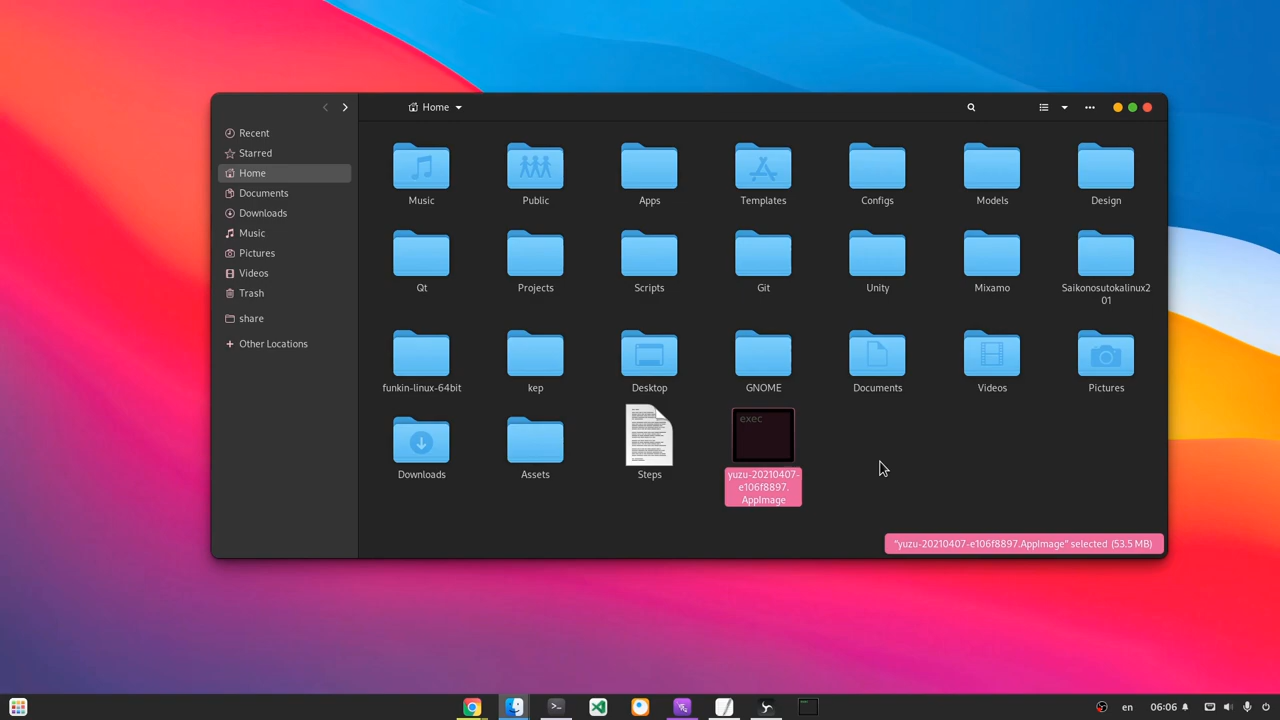 Home
Recent
Starred
Home
Documents
Downloads
Music
Pictures
Videos
Trash
share
Other Locations
Music
Public
Apps
Templates
Configs
Models
Design
Qt
Projects
Scripts
Git
Unity
Mixamo
Saikonosutokalinux2
01
funkin-linux-64bit
kep
Desktop
GNOME
Documents
Videos
Pictures
Downloads
Assets
Steps
exec
yuzu-20210407-
e106f8897.
AppImage
"yuzu-20210407-e106f8897.AppImage" selected (53.5 MB)
en
06:06